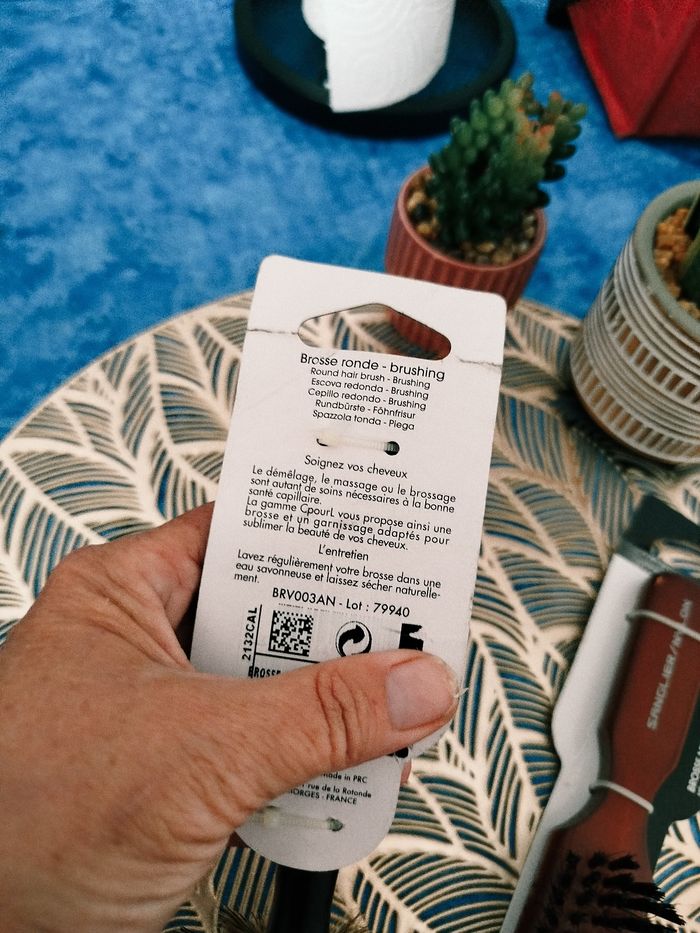 Brosse ronde - brushing
Round hair brush - Brushing
Escova redonda - Brushing
Cepillo redondo - Brushing
Rundbürste - Föhnfrisur
Spazzola tonda - Piega
Soignez vos cheveux
Le démêlage, le massage ou le brossage
sont autant de soins nécessaires à la bonne
santé capillaire.
La gamme CpourL vous propose ainsi une
brosse et un garnissage adaptés pour
sublimer la beauté de vos cheveux.
L'entretien
Lavez régulièrement votre brosse dans une
eau savonneuse et laissez sécher naturelle-
ment.
BRV003AN - Lot : 79940
2132CAL
BROSSE
made in PRC
rue de la Rotonde
FRANCE
SANGLIER/NYLON